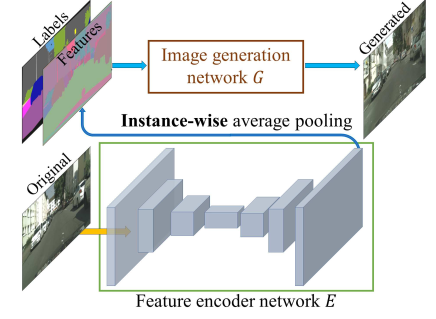 Labels
Features
Image generation
network G
Generated
Instance-wise average pooling
Original
Feature encoder network E